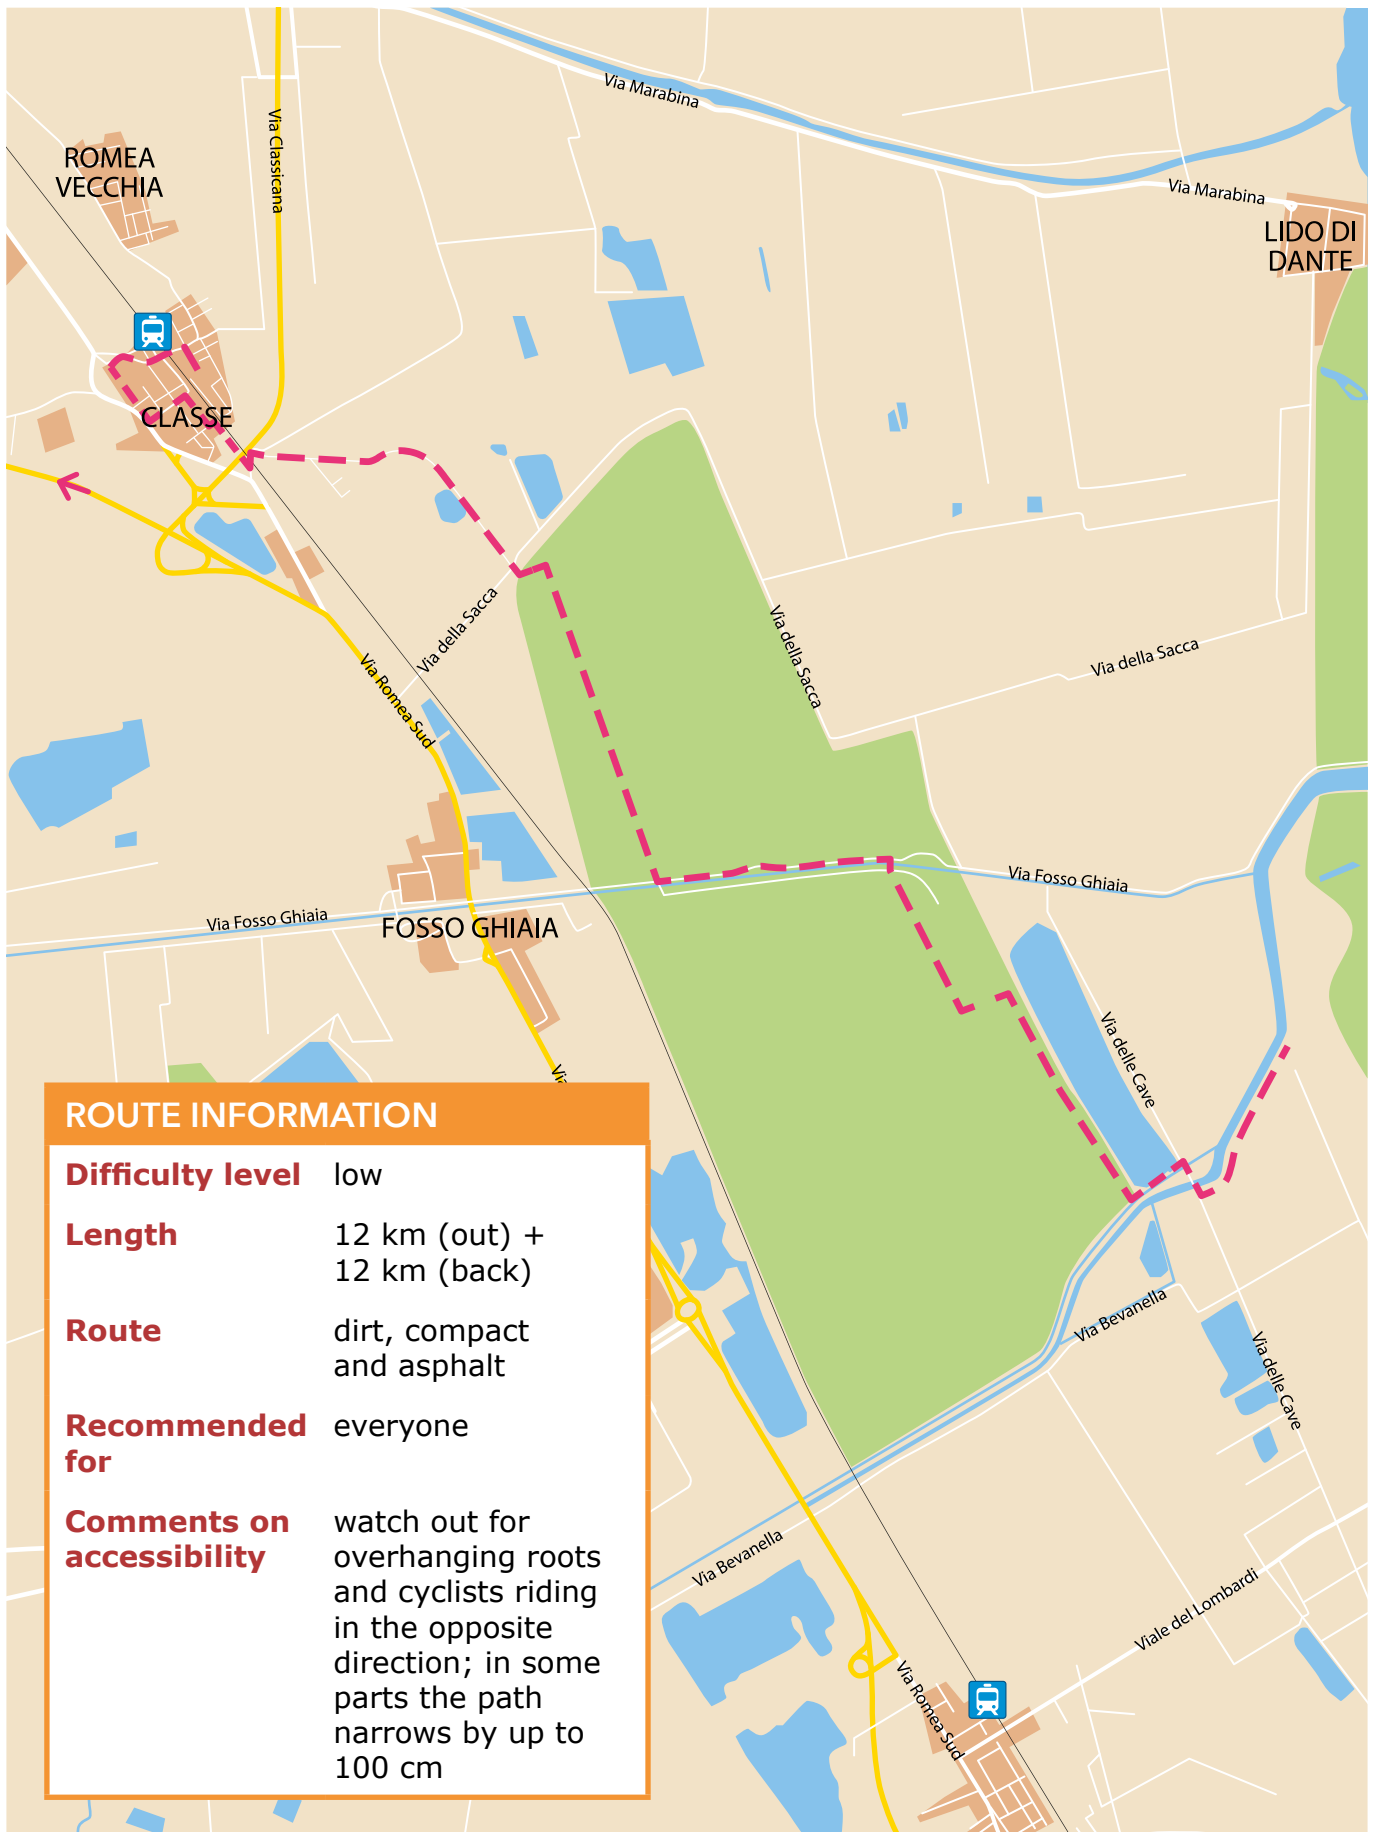 Via Marabina
Via Classicana
ROMEA
VECCHIA
Via Marabina
LIDO DI
DANTE
CLASSE
Via della Sacca
Via della Sacca
Via della Sacca
Via Romea Sud
Via Fosso Ghiaia
Via Fosso Ghiaia
FOSSO GHIAIA
Via delle Cave
Via
ROUTE INFORMATION
Difficulty level low
Length 12 km (out) +
12 km (back)
Route dirt, compact
and asphalt
Recommended everyone
for
Comments on watch out for
accessibility overhanging roots
and cyclists riding
in the opposite
direction; in some
parts the path
narrows by up to
100 cm
Via Bevanella
Via delle Cave
Via Bevanella
Viale del Lombardi
Via Romea Sud